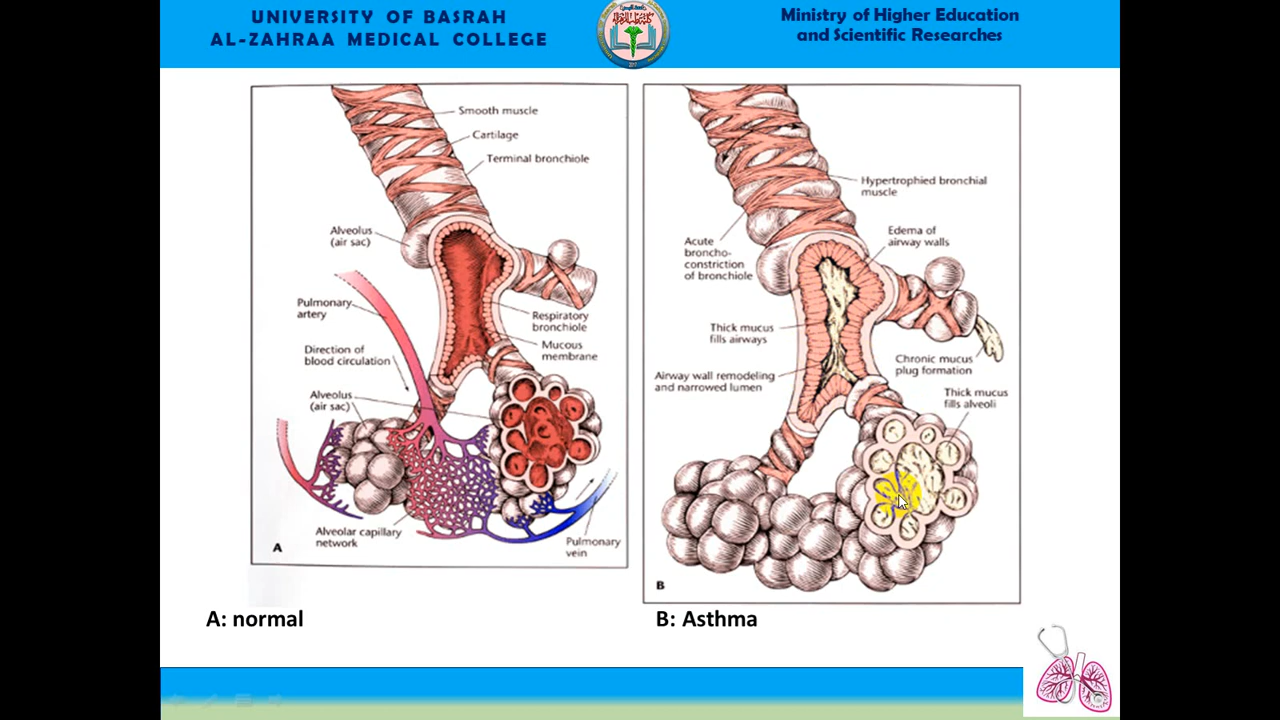 UNIVERSITY OF BASRAH
AL-ZAHRAA MEDICAL COLLEGE
Ministry of Higher Education
and Scientific Researches
Smooth muscle
Cartilage
Terminal bronchiole
Alveolus
(air sac)
Pulmonary
artery
Respiratory
bronchiole
Mucous
membrane
Direction of
blood circulation
Alveolus
(air sac)
Alveolar capillary
network
Pulmonary
vein
A
Hypertrophied bronchial
muscle
Acute
broncho-
constriction
of bronchiole
Edema of
airway walls
Thick mucus
fills airways
Chronic mucus
plug formation
Airway wall remodeling
and narrowed lumen
Thick mucus
fills alveoli
B
A: normal
B: Asthma